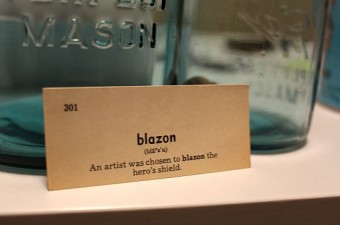 MASON
301
blazon
An artist was chosen to blazon the
hero's shield.